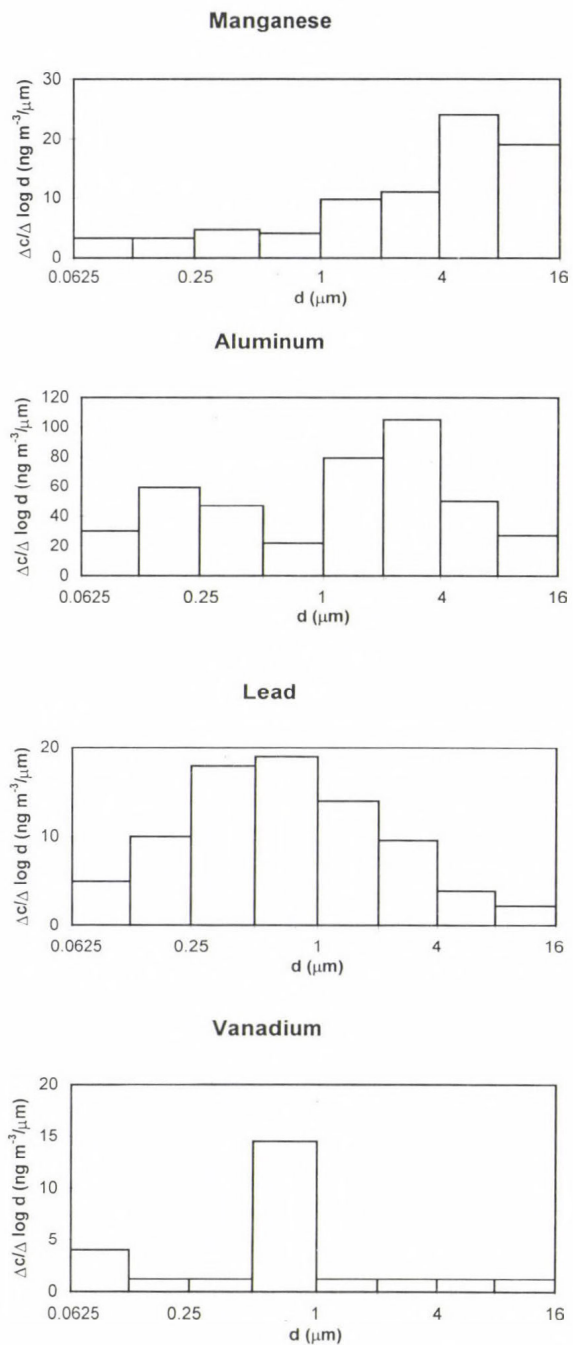 Manganese
Δc/Δ log d (ng m⁻³/μm)
30
20
10
0
0.0625 0.25 1 4 16
d (μm)
Aluminum
Δc/Δ log d (ng m⁻³/μm)
120
100
80
60
40
20
0
0.0625 0.25 1 4 16
d (μm)
Lead
Δc/Δ log d (ng m⁻³/μm)
20
10
0
0.0625 0.25 1 4 16
d (μm)
Vanadium
Δc/Δ log d (ng m⁻³/μm)
20
15
10
5
0
0.0625 0.25 1 4 16
d (μm)